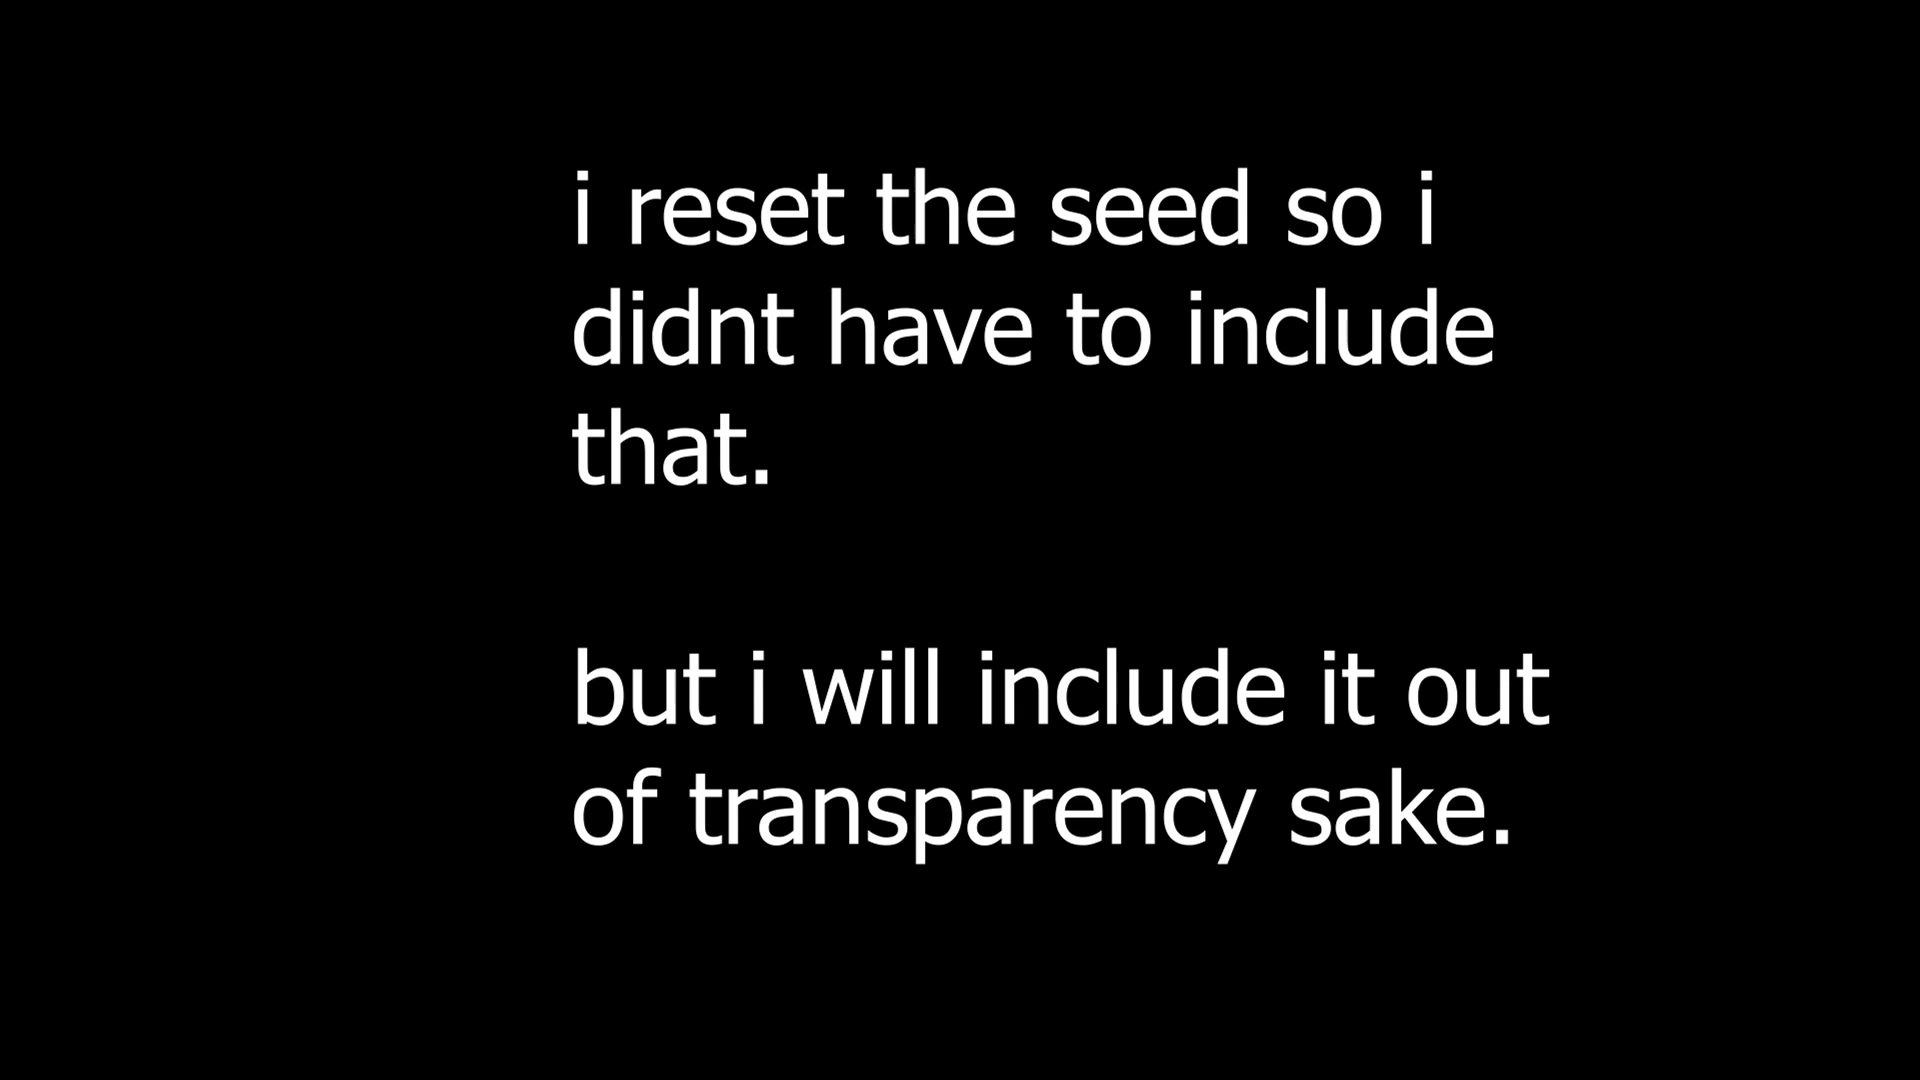 i reset the seed so i
didnt have to include
that.
but i will include it out
of transparency sake.